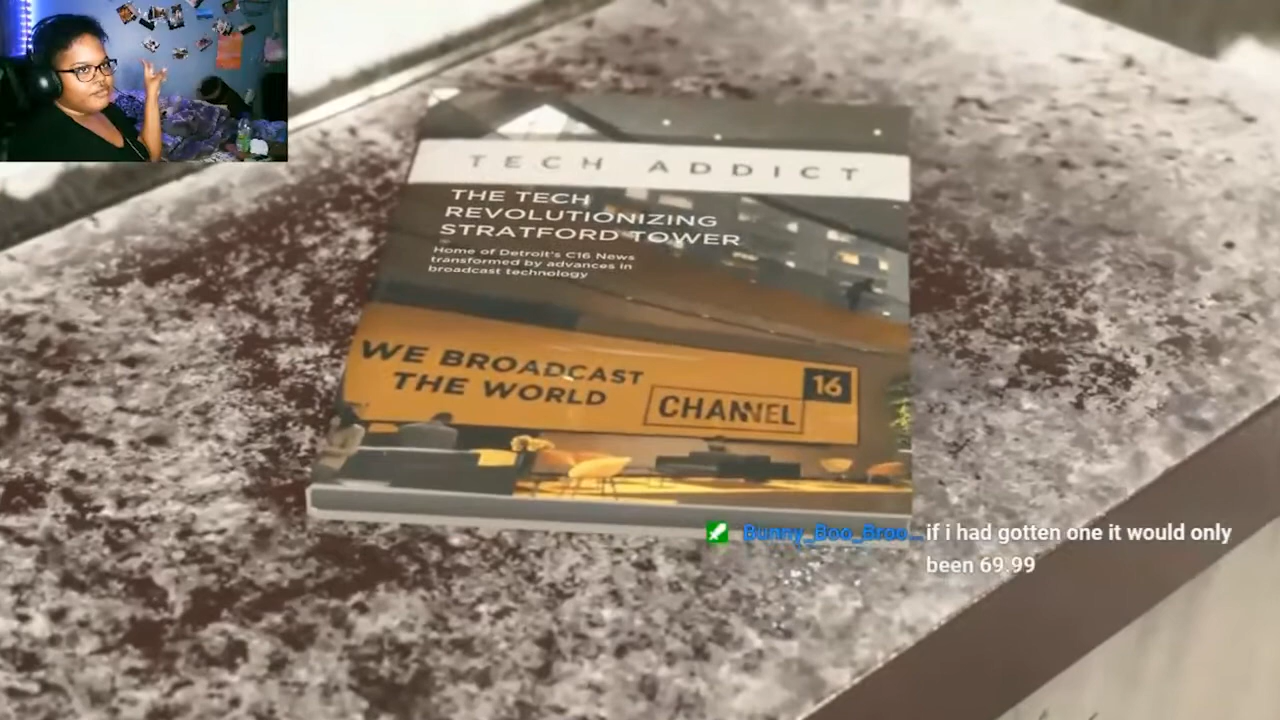 TECH ADDICT
THE TECH
REVOLUTIONIZING
STRATFORD TOWER
Home of Detroit's C16 News
transformed by advances in
broadcast technology
WE BROADCAST
THE WORLD
CHANNEL
16
Bunny_Boo_Broo_ if i had gotten one it would only
been 69.99